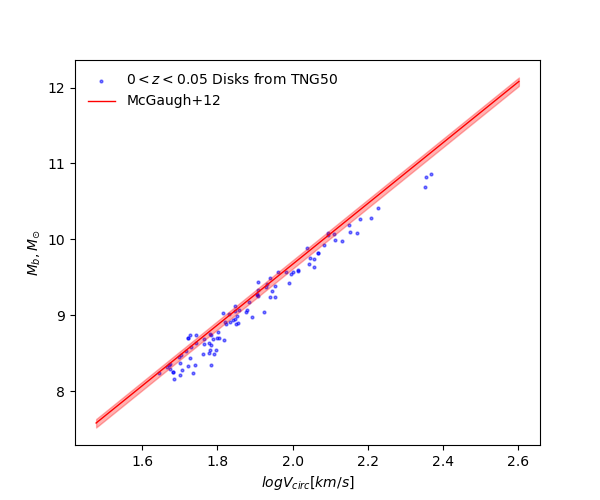 0 < z < 0.05 Disks from TNG50
McGaugh+12
12
11
10
9
8
M_b, M_⊙
1.6 1.8 2.0 2.2 2.4 2.6
logV_circ[km/s]